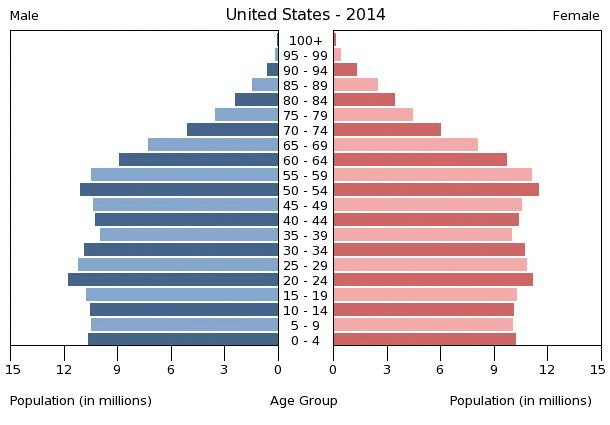 Male United States - 2014 Female
100+
95 - 99
90 - 94
85 - 89
80 - 84
75 - 79
70 - 74
65 - 69
60 - 64
55 - 59
50 - 54
45 - 49
40 - 44
35 - 39
30 - 34
25 - 29
20 - 24
15 - 19
10 - 14
5 - 9
0 - 4
15 12 9 6 3 0 0 3 6 9 12 15
Population (in millions) Age Group Population (in millions)